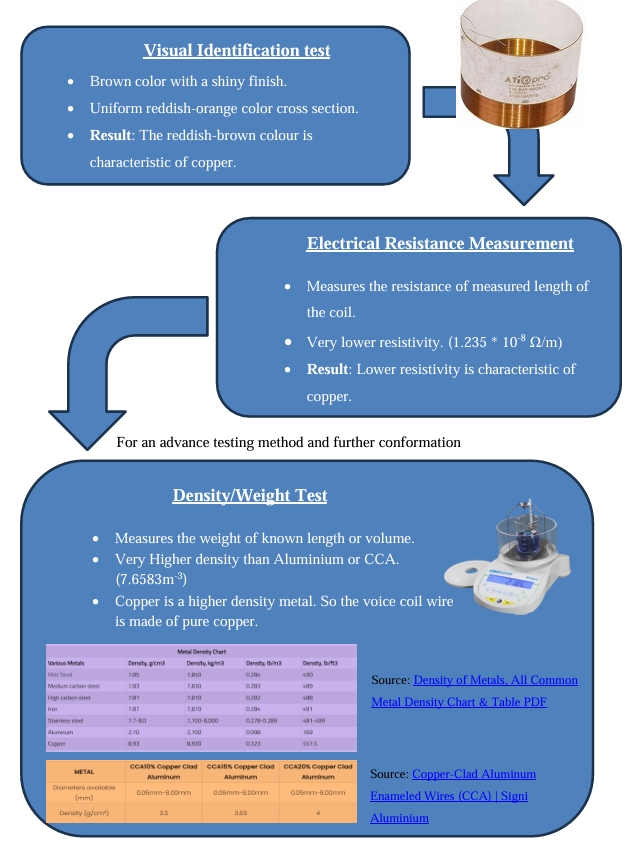 Visual Identification test
• Brown color with a shiny finish.
• Uniform reddish-orange color cross section.
• Result: The reddish-brown colour is
characteristic of copper.
ATi@pro
Electrical Resistance Measurement
• Measures the resistance of measured length of
the coil.
• Very lower resistivity. (1.235 * 10⁻⁸ Ω/m)
• Result: Lower resistivity is characteristic of
copper.
For an advance testing method and further conformation
Density/Weight Test
• Measures the weight of known length or volume.
• Very Higher density than Aluminium or CCA.
(7.6583m⁻³)
• Copper is a higher density metal. So the voice coil wire
is made of pure copper.
Metal Density Chart
Various Metals Density, g/cm3 Density, kg/m3 Density, lb/in3 Density, lb/ft3
Mild Steel 7.85 7,850 0.284 490
Medium carbon steel 7.83 7,830 0.283 489
High carbon steel 7.81 7,810 0.282 488
Iron 7.87 7,870 0.284 491
Stainless steel 7.7-8.0 7,700-8,000 0.278-0.289 481-499
Aluminum 2.70 2,700 0.098 169
Copper 8.93 8,930 0.323 557.5
Source: Density of Metals, All Common
Metal Density Chart & Table PDF
METAL CCA10% Copper Clad Aluminum CCA15% Copper Clad Aluminum CCA20% Copper Clad Aluminum
Diameters available (mm) 0.05mm-8.00mm 0.05mm-8.00mm 0.05mm-8.00mm
Density (g/cm³) 3.3 3.63 4
Source: Copper-Clad Aluminum
Enameled Wires (CCA) | Signi
Aluminium